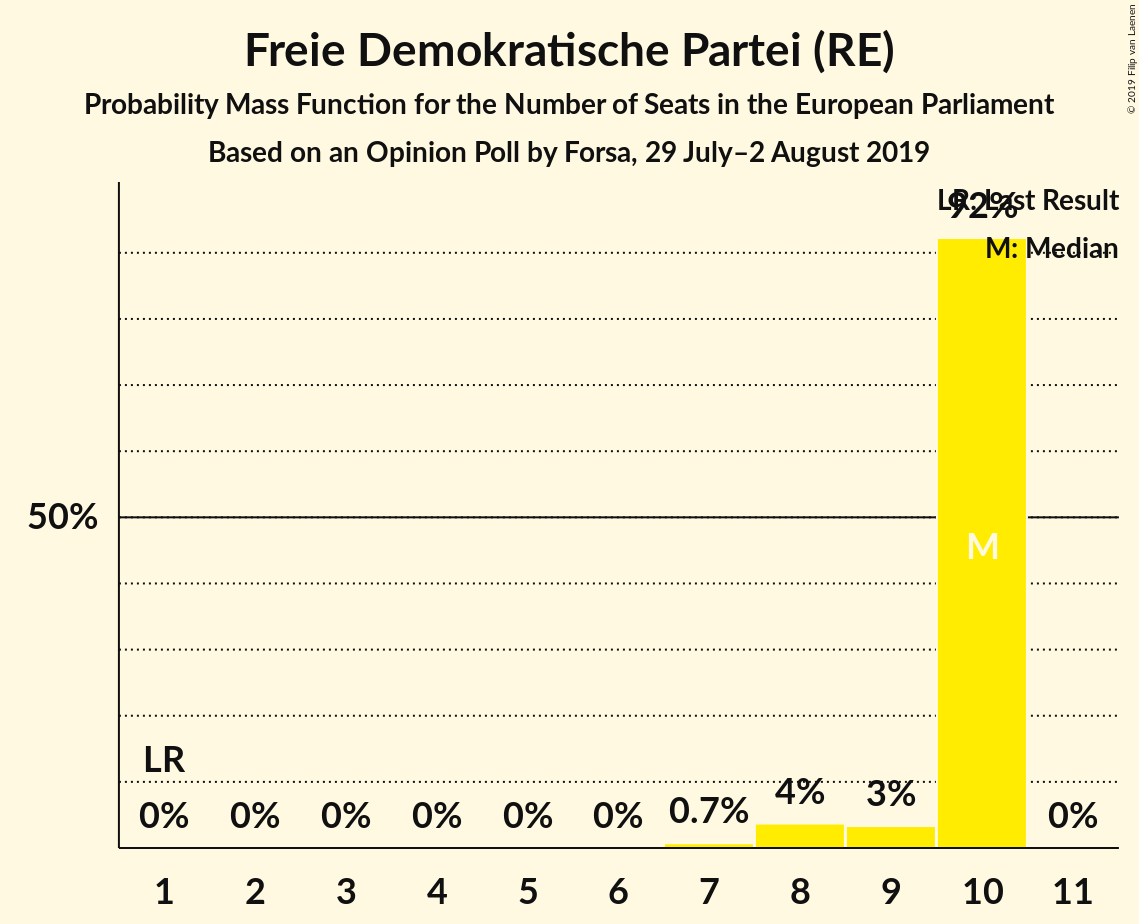 Freie Demokratische Partei (RE)
Probability Mass Function for the Number of Seats in the European Parliament
Based on an Opinion Poll by Forsa, 29 July–2 August 2019
© 2019 Filip van Laenen
LR: Last Result
92%
M: Median
50%
M
LR
0% 0% 0% 0% 0% 0% 0.7% 4% 3% 0%
1 2 3 4 5 6 7 8 9 10 11